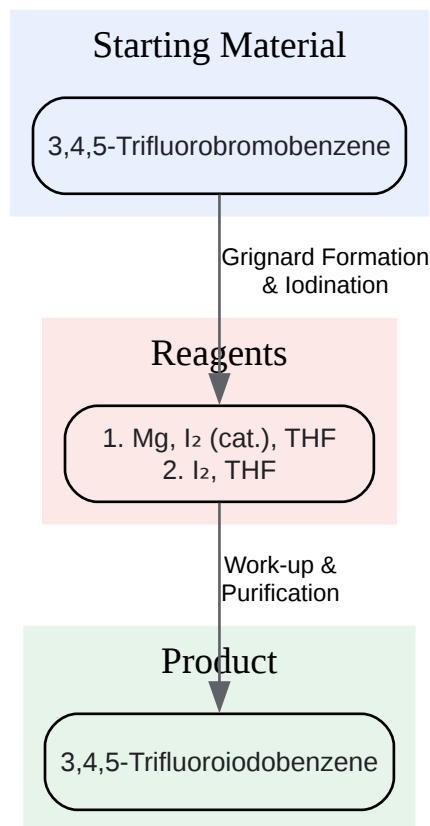 Starting Material
3,4,5-Trifluorobromobenzene
Grignard Formation
& Iodination
Reagents
1. Mg, I₂ (cat.), THF
2. I₂, THF
Work-up &
Purification
Product
3,4,5-Trifluoroiodobenzene